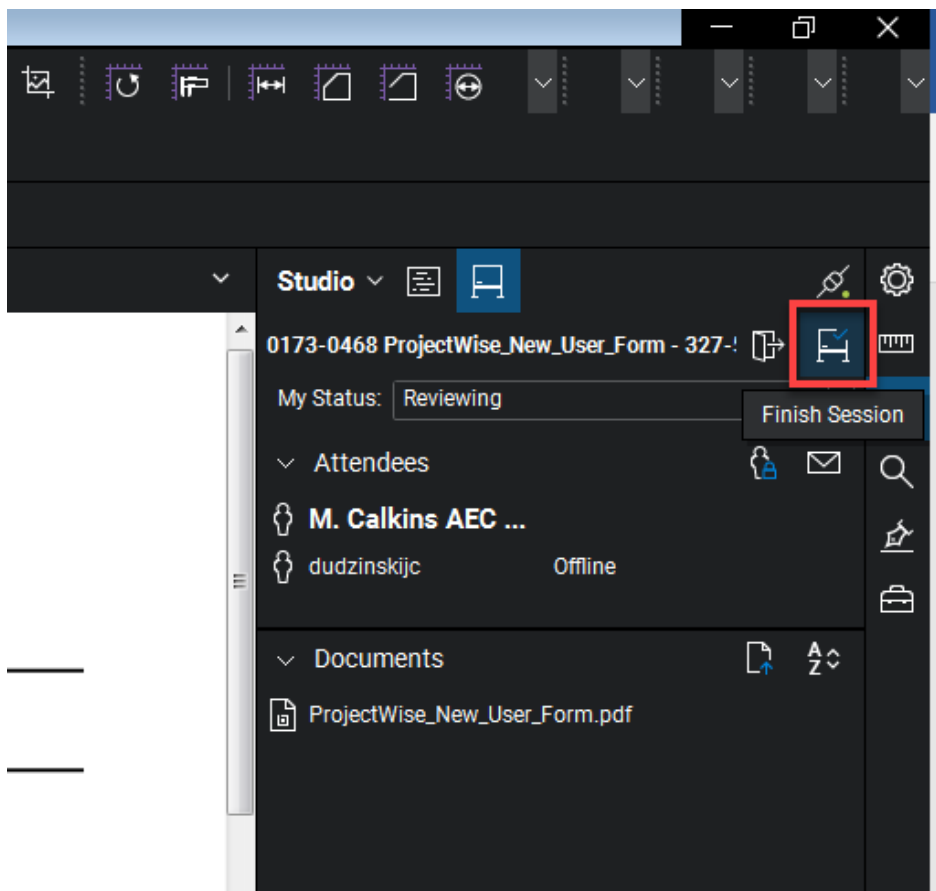 Studio
0173-0468 ProjectWise_New_User_Form - 327-
My Status: Reviewing
Finish Session
Attendees
M. Calkins AEC ...
dudzinskijc Offline
Documents
A
Z
ProjectWise_New_User_Form.pdf